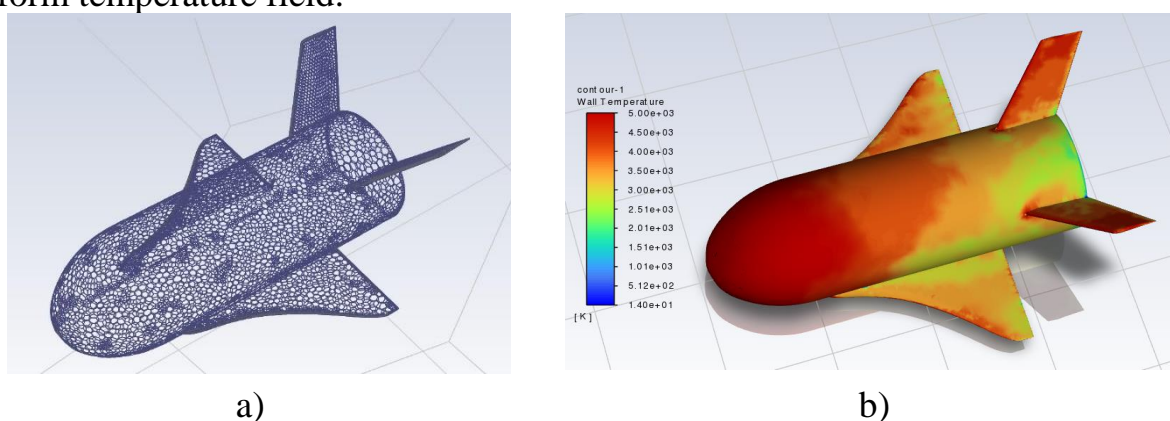 form temperature field.
contour-1
Wall Temperature
5.00e+03
4.50e+03
4.00e+03
3.50e+03
3.00e+03
2.51e+03
2.01e+03
1.51e+03
1.01e+03
5.12e+02
1.40e+01
[K]
a)
b)